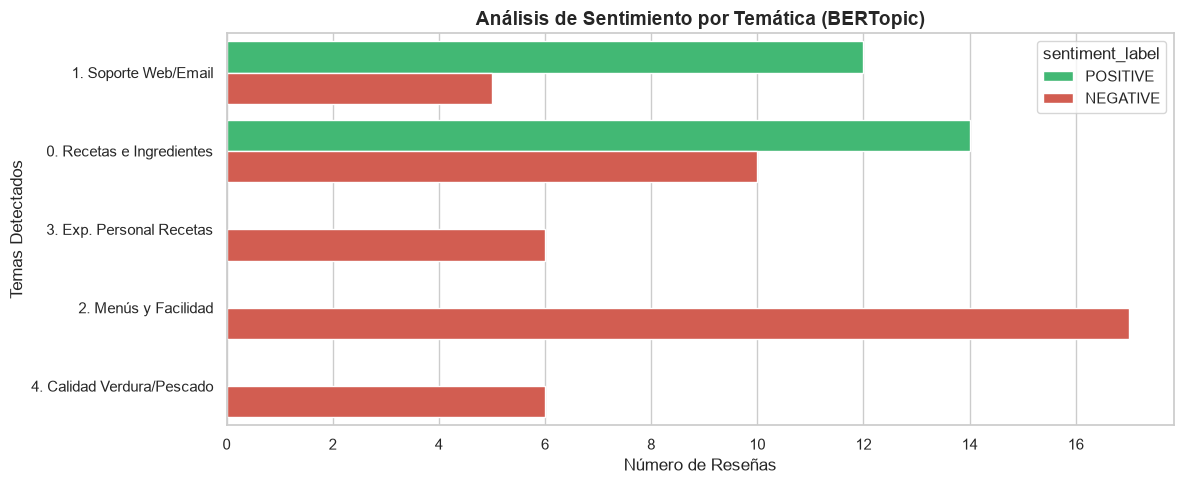 Análisis de Sentimiento por Temática (BERTopic)
sentiment_label
POSITIVE
NEGATIVE
Temas Detectados
1. Soporte Web/Email
0. Recetas e Ingredientes
3. Exp. Personal Recetas
2. Menús y Facilidad
4. Calidad Verdura/Pescado
0 2 4 6 8 10 12 14 16
Número de Reseñas